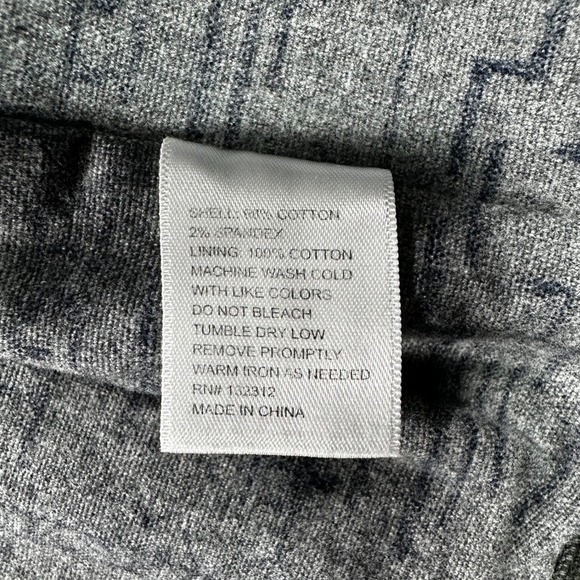 SHELL: 98% COTTON
2% SPANDEX
LINING: 100% COTTON
MACHINE WASH COLD
WITH LIKE COLORS
DO NOT BLEACH
TUMBLE DRY LOW
REMOVE PROMPTLY
WARM IRON AS NEEDED
RN# 132312
MADE IN CHINA